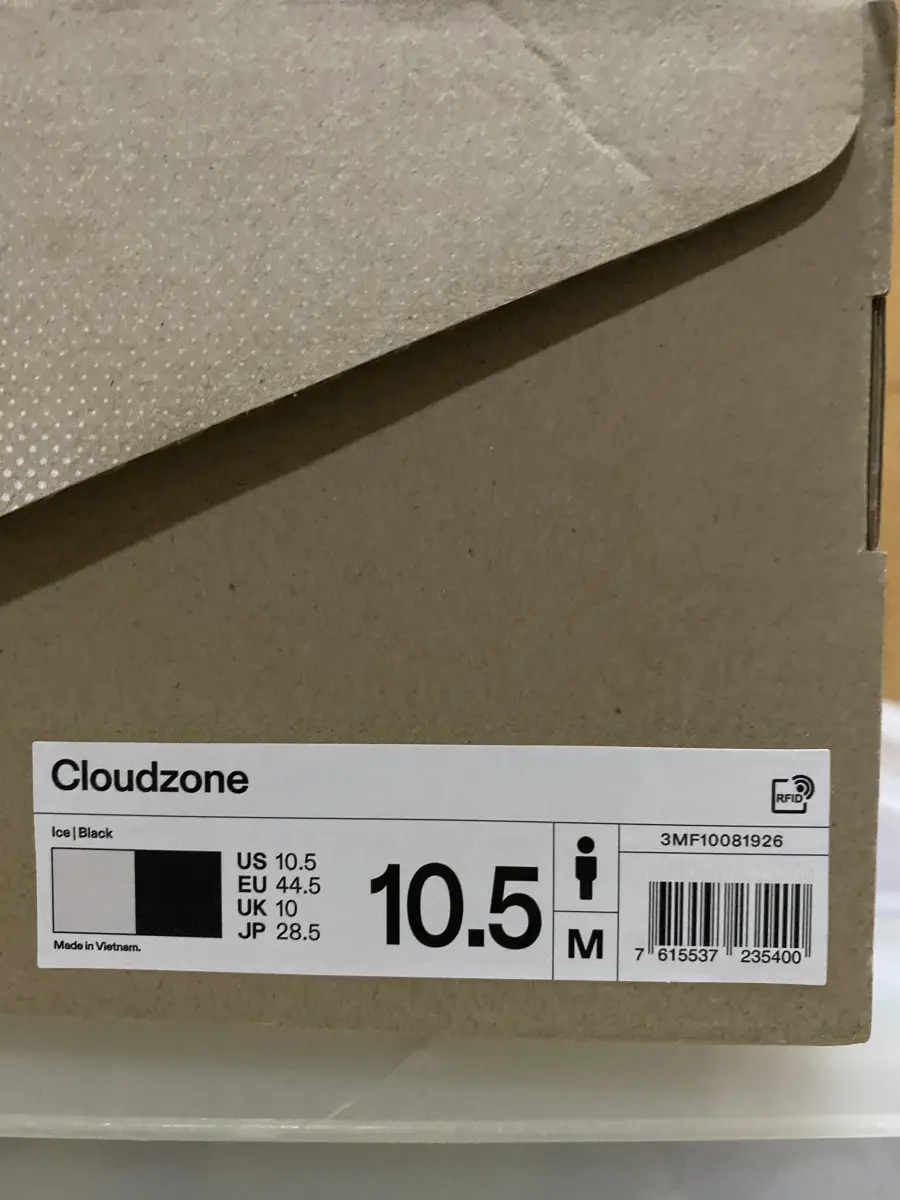 Cloudzone
RFID
Ice|Black
US 10.5
EU 44.5
UK 10
JP 28.5
Made in Vietnam.
10.5
M
3MF10081926
7 615537 235400